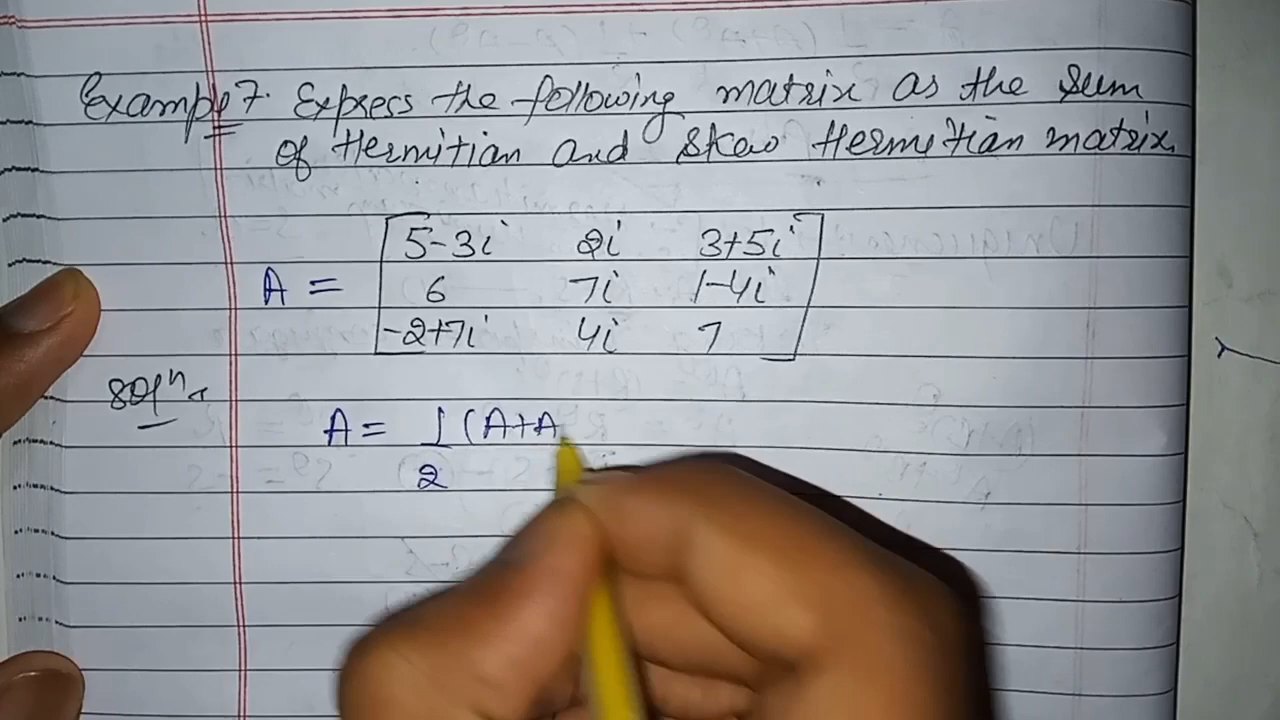 Example 7. Express the following matrix as the sum
of Hermitian and Skew Hermitian matrix.
A = [ 5-3i 2i 3+5i
6 7i 1-4i
-2+7i 4i 7 ]
Solⁿ
A = 1/2 (A+A